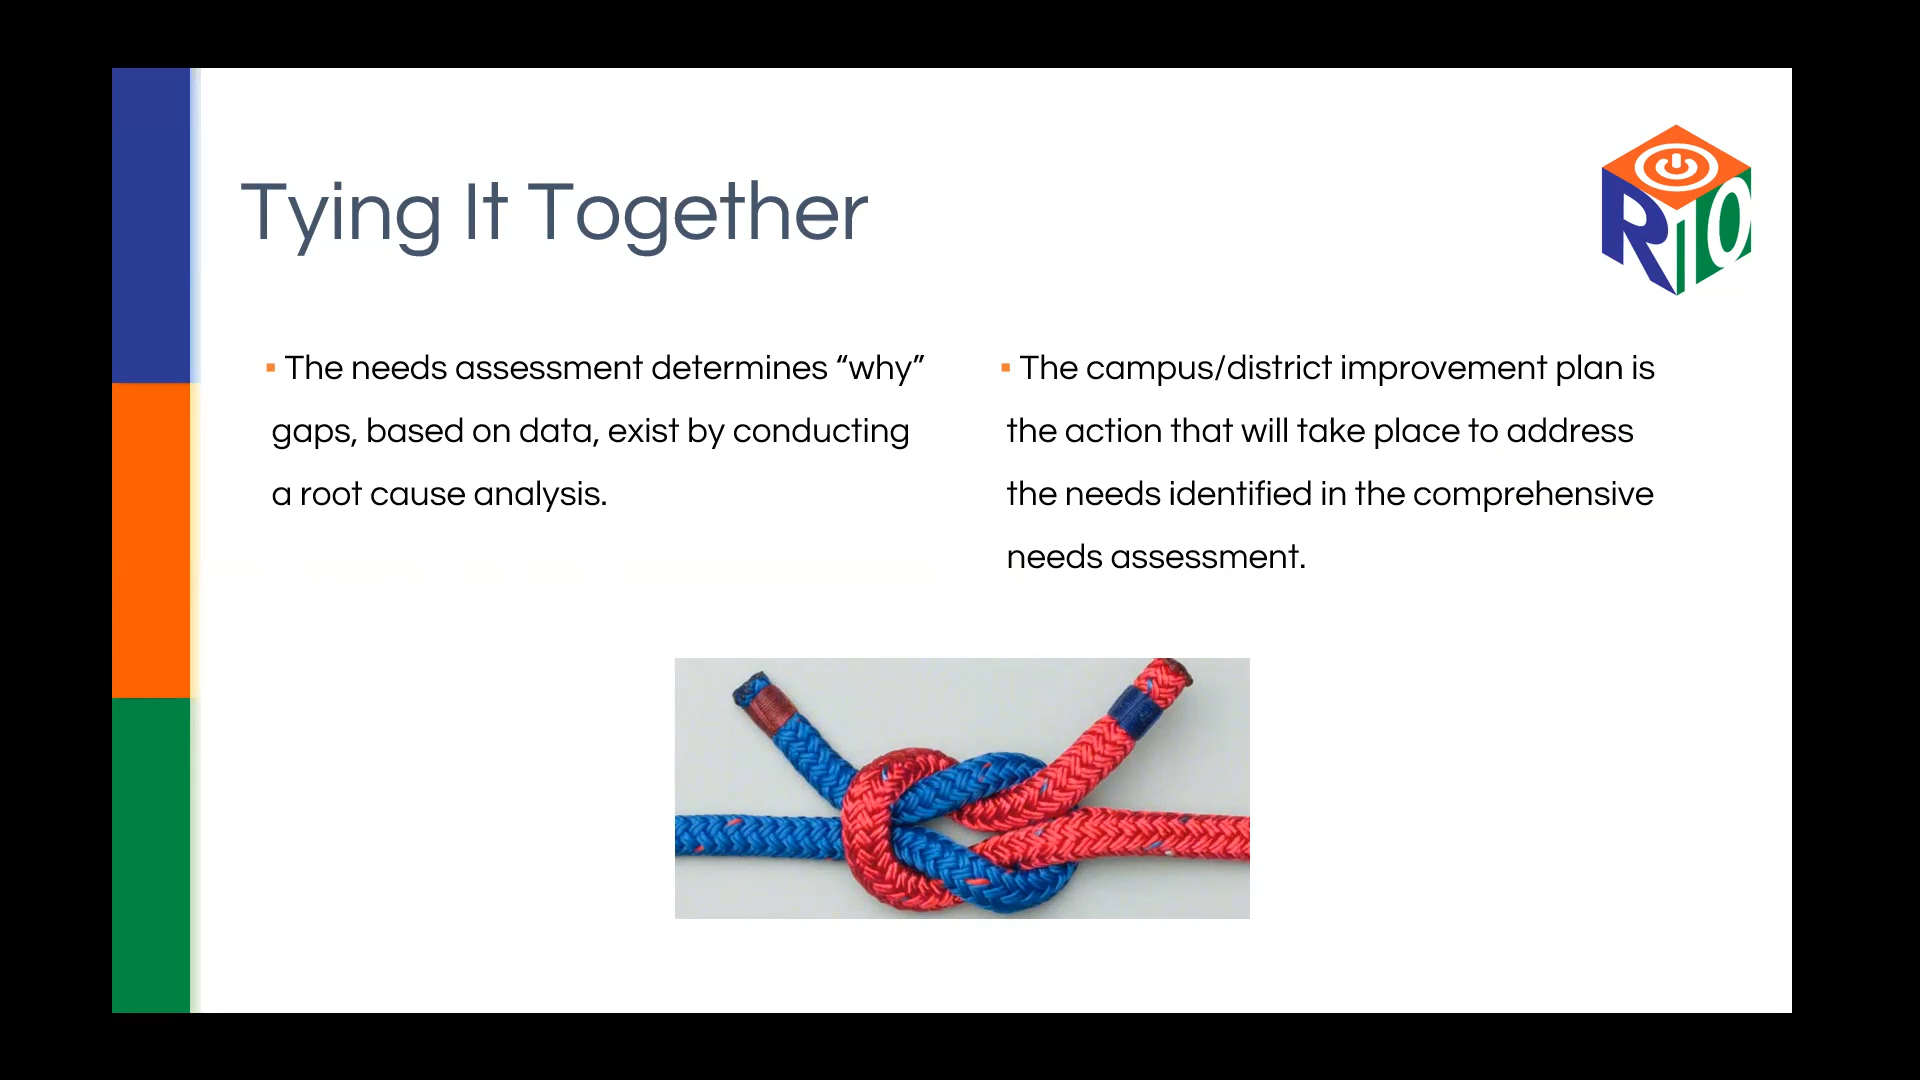 Tying It Together
R10
▪ The needs assessment determines “why”
gaps, based on data, exist by conducting
a root cause analysis.
▪ The campus/district improvement plan is
the action that will take place to address
the needs identified in the comprehensive
needs assessment.